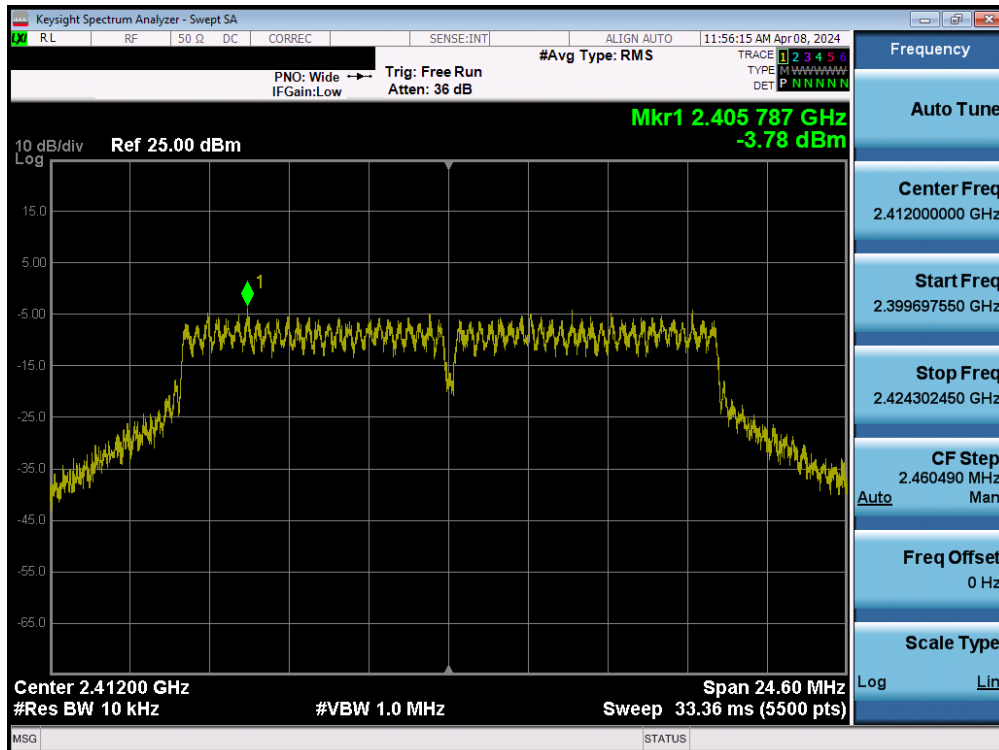 Keysight Spectrum Analyzer - Swept SA
LXI RL RF 50 Ω DC CORREC SENSE:INT ALIGN AUTO 11:56:15 AM Apr 08, 2024
#Avg Type: RMS
TRACE 1 2 3 4 5 6
PNO: Wide Trig: Free Run
TYPE M WWWWW
IFGain:Low Atten: 36 dB
DET P N N N N N
Mkr1 2.405 787 GHz
-3.78 dBm
10 dB/div Ref 25.00 dBm
Log
15.0
5.00
1
-5.00
-15.0
-25.0
-35.0
-45.0
-55.0
-65.0
Center 2.41200 GHz Span 24.60 MHz
#Res BW 10 kHz #VBW 1.0 MHz Sweep 33.36 ms (5500 pts)
MSG STATUS
Frequency
Auto Tune
Center Freq
2.412000000 GHz
Start Freq
2.399697550 GHz
Stop Freq
2.424302450 GHz
CF Step
2.460490 MHz
Auto Man
Freq Offset
0 Hz
Scale Type
Log Lin